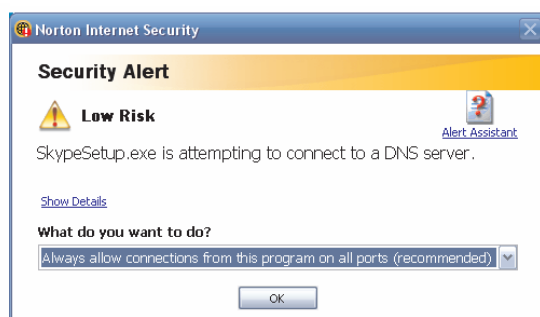 Norton Internet Security
Security Alert
Low Risk
Alert Assistant
SkypeSetup.exe is attempting to connect to a DNS server.
Show Details
What do you want to do?
Always allow connections from this program on all ports (recommended)
OK